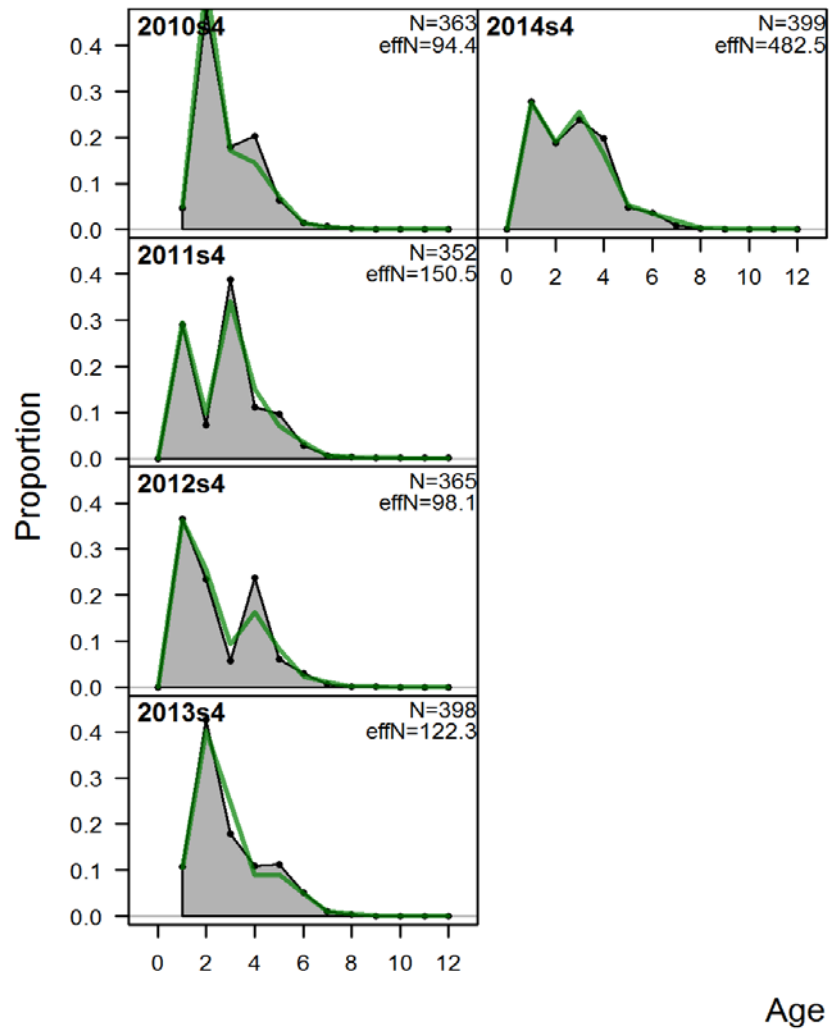 2010s4
N=363
effN=94.4
0.4
0.3
0.2
0.1
0.0
2014s4
N=399
effN=482.5
0 2 4 6 8 10 12
2011s4
N=352
effN=150.5
0.4
0.3
0.2
0.1
0.0
2012s4
N=365
effN=98.1
0.4
0.3
0.2
0.1
0.0
2013s4
N=398
effN=122.3
0.4
0.3
0.2
0.1
0.0
0 2 4 6 8 10 12
Proportion
Age